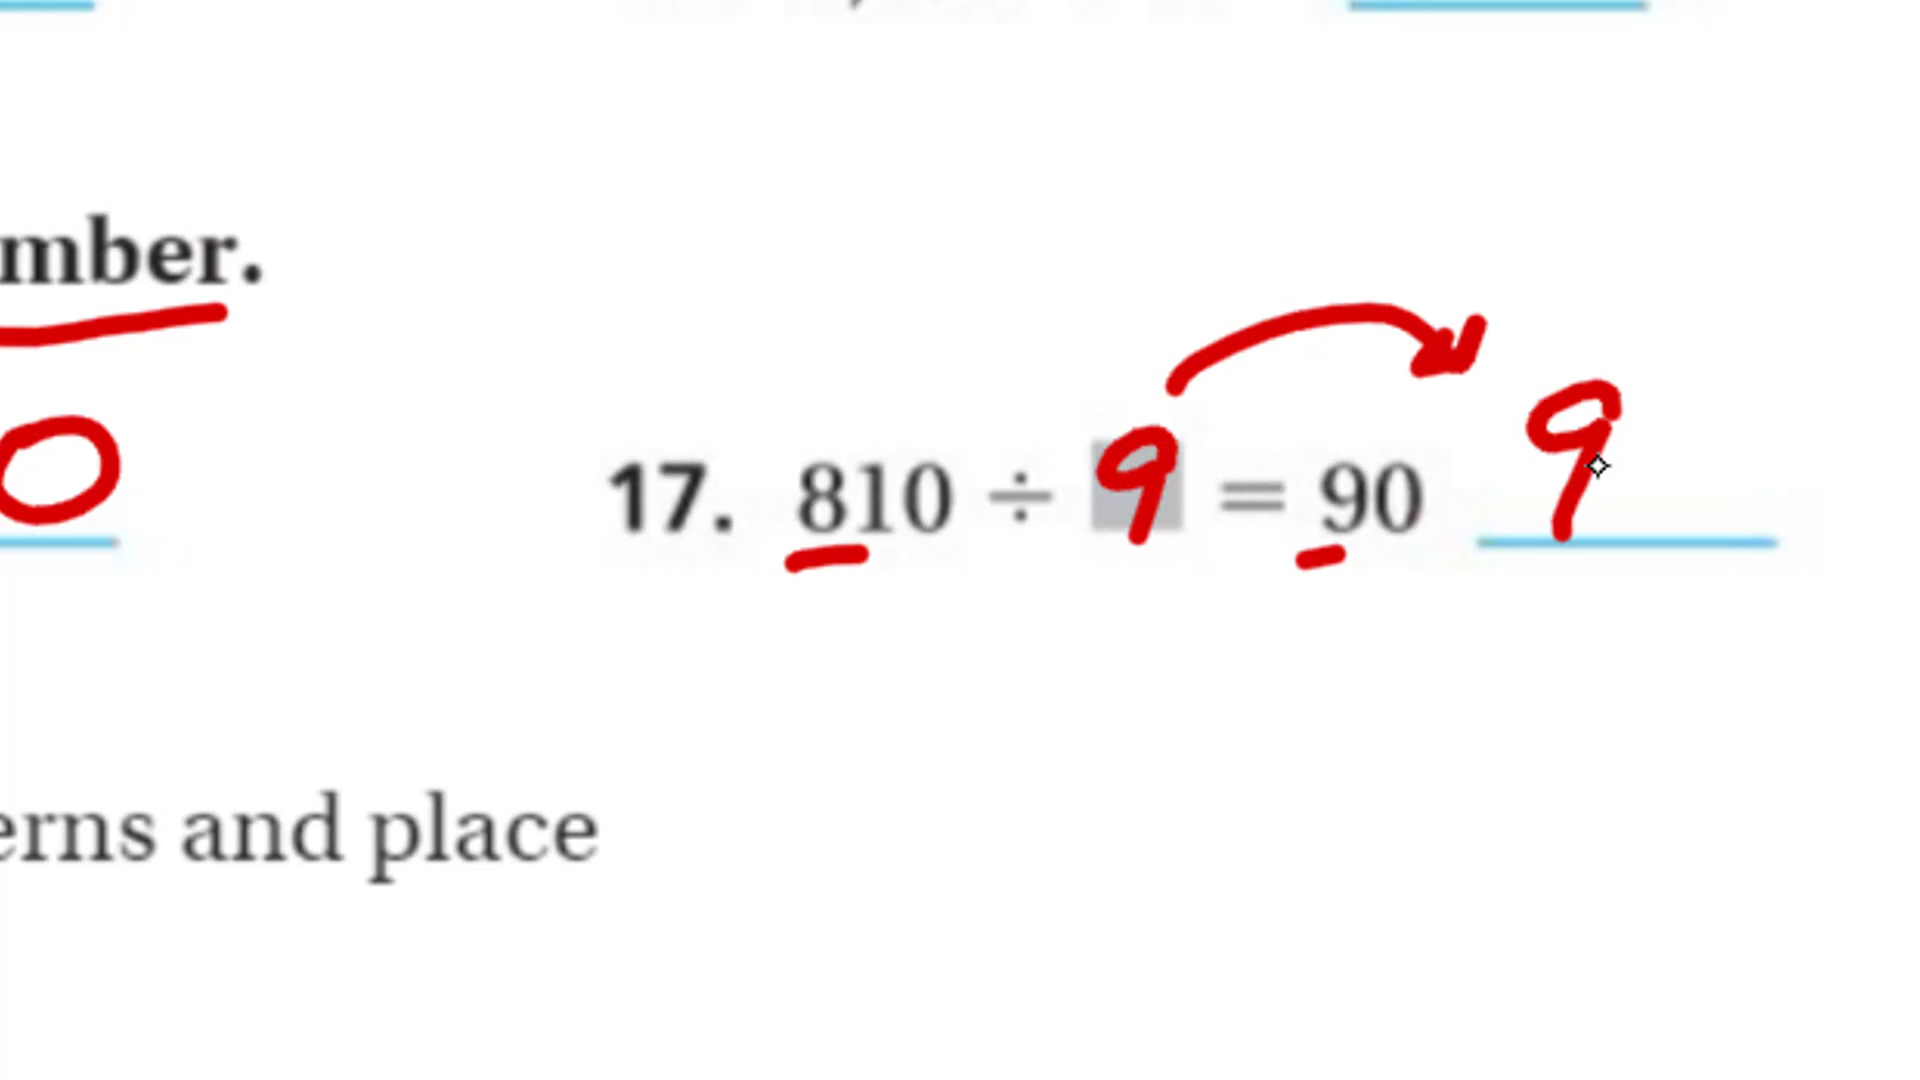 mber.
0
17. 810 ÷ 9 = 90 9
erns and place